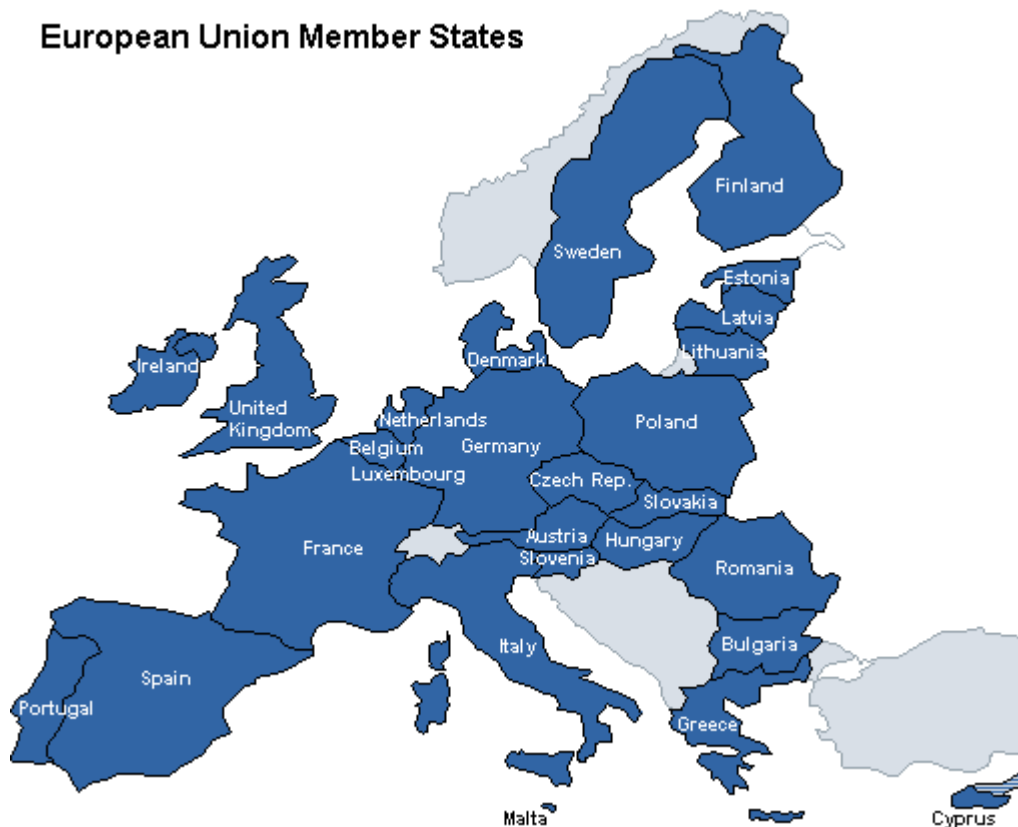 European Union Member States
Finland
Sweden
Estonia
Latvia
Lithuania
Denmark
Ireland
United
Kingdom
Netherlands
Poland
Belgium
Germany
Luxembourg
Czech Rep.
Slovakia
France
Austria
Hungary
Slovenia
Romania
Italy
Bulgaria
Spain
Portugal
Greece
Malta
Cyprus